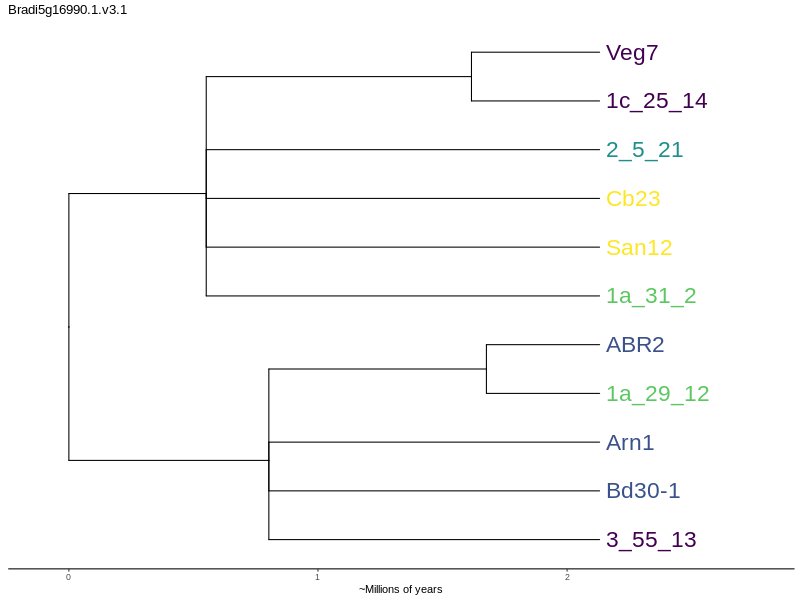 Bradi5g16990.1.v3.1
Veg7
1c_25_14
2_5_21
Cb23
San12
1a_31_2
ABR2
1a_29_12
Arn1
Bd30-1
3_55_13
0 1 2
~Millions of years